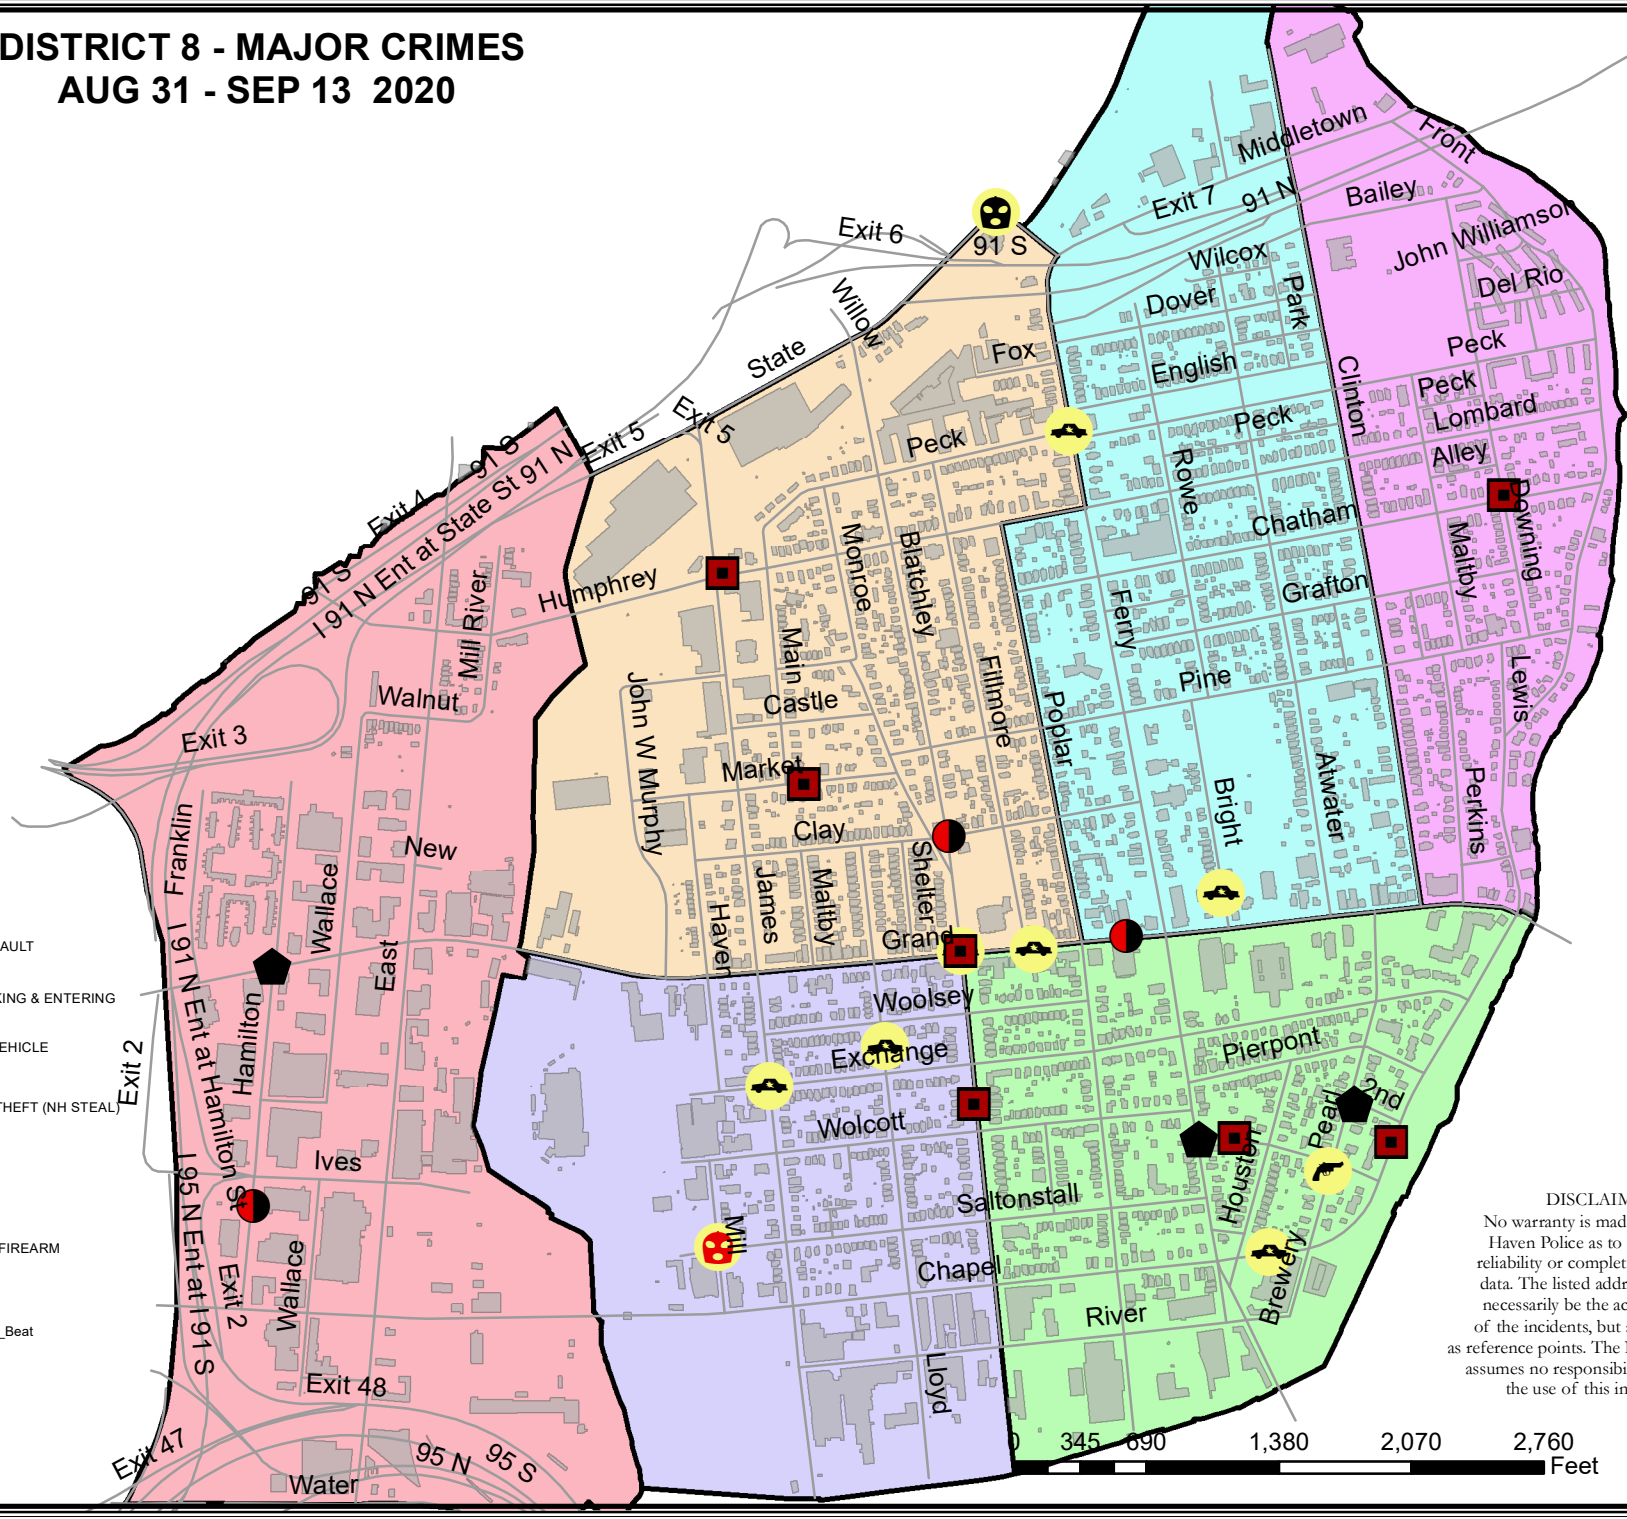 DISTRICT 8 - MAJOR CRIMES
AUG 31 - SEP 13 2020
Middletown
Front
Exit 7
91 N
Bailey
Exit 6
91 S
John Williamson
Wilcox
Del Rio
Dover
Park
Willow
State
Fox
English
Peck
Clinton
Peck
Exit 5
Exit 5
Peck
Peck
Lombard
Alley
91 S
91 N
Exit 4
I 91 N Ent at State St
Rowe
Chatham
Downing
Monroe
Blatchley
Maltby
91 S
Humphrey
Mill River
Grafton
Ferry
Main
Fillmore
Pine
Lewis
Walnut
Castle
John W Murphy
Poplar
Exit 3
Market
Atwater
Bright
Perkins
Franklin
New
Clay
Wallace
Shelter
James
Maltby
Haven
Grand
East
AULT
I 91 N Ent at Hamilton St
KING & ENTERING
Hamilton
Woolsey
EHICLE
Exit 2
Exchange
Pierpont
THEFT (NH STEAL)
2nd
Pearl
Wolcott
Houston
Ives
Saltonstall
I 95 N Ent at I 91 S
Mill
FIREARM
Exit 2
Wallace
Chapel
Brewery
River
_Beat
Lloyd
Exit 48
Exit 47
95 N
95 S
Water
DISCLAIM
No warranty is mad
Haven Police as to
reliability or complet
data. The listed addr
necessarily be the ac
of the incidents, but
as reference points. The
assumes no responsibi
the use of this in
0 345 690 1,380 2,070 2,760
Feet